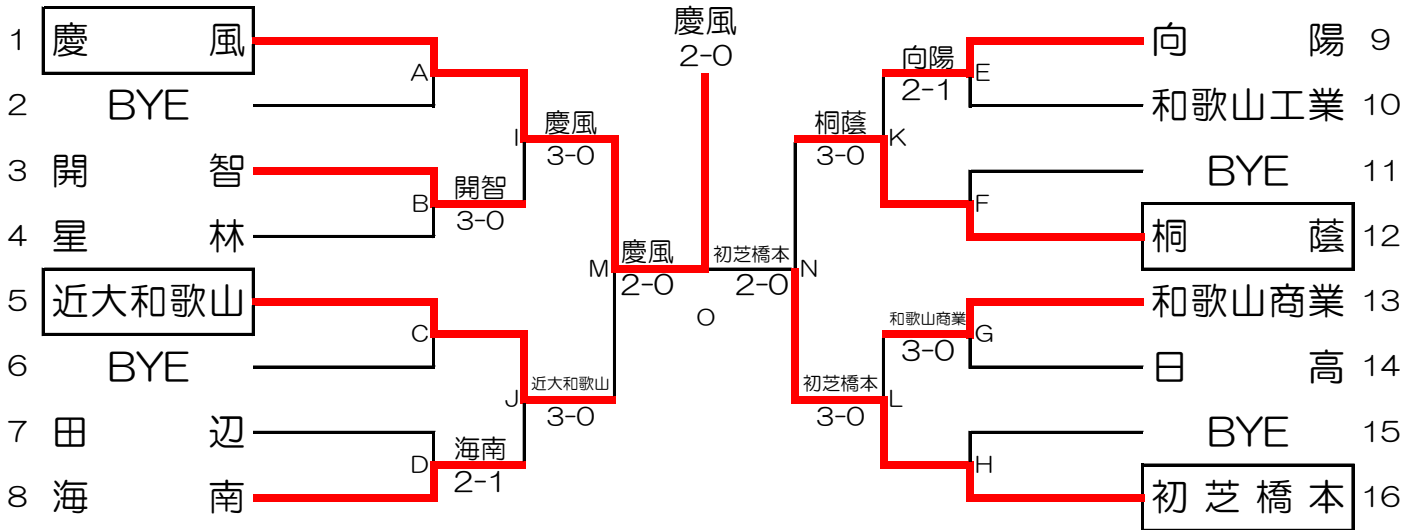 1 慶風
2 BYE
3 開智
4 星林
5 近大和歌山
6 BYE
7 田辺
8 海南
A
B
C
D
開智
3-0
海南
2-1
I
J
慶風
3-0
近大和歌山
3-0
M
慶風
2-0
慶風
2-0
O
初芝橋本
2-0
N
桐蔭
3-0
初芝橋本
3-0
K
L
向陽
2-1
和歌山商業
3-0
E
F
G
H
向陽 9
和歌山工業 10
BYE 11
桐蔭 12
和歌山商業 13
日高 14
BYE 15
初芝橋本 16